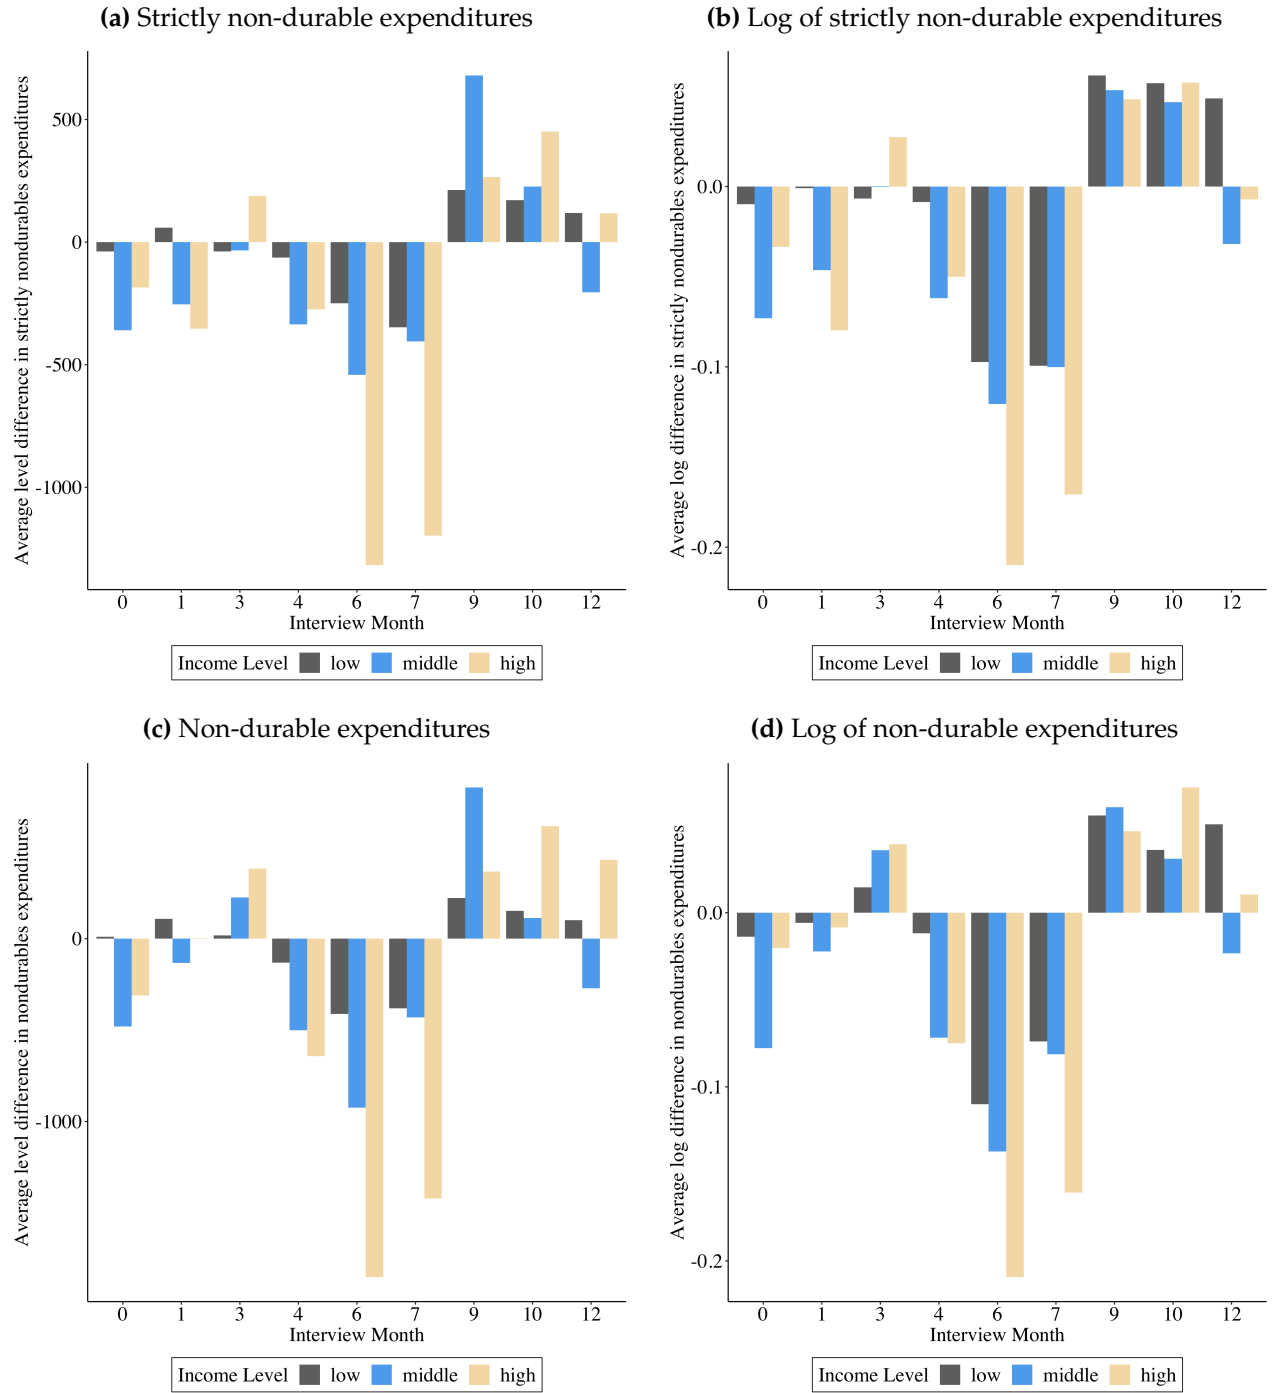 (a) Strictly non-durable expenditures
Average level difference in strictly nondurables expenditures
500
0
-500
-1000
0 1 3 4 6 7 9 10 12
Interview Month
Income Level low middle high
(b) Log of strictly non-durable expenditures
Average log difference in strictly nondurables expenditures
0.0
-0.1
-0.2
0 1 3 4 6 7 9 10 12
Interview Month
Income Level low middle high
(c) Non-durable expenditures
Average level difference in nondurables expenditures
0
-1000
0 1 3 4 6 7 9 10 12
Interview Month
Income Level low middle high
(d) Log of non-durable expenditures
Average log difference in nondurables expenditures
0.0
-0.1
-0.2
0 1 3 4 6 7 9 10 12
Interview Month
Income Level low middle high